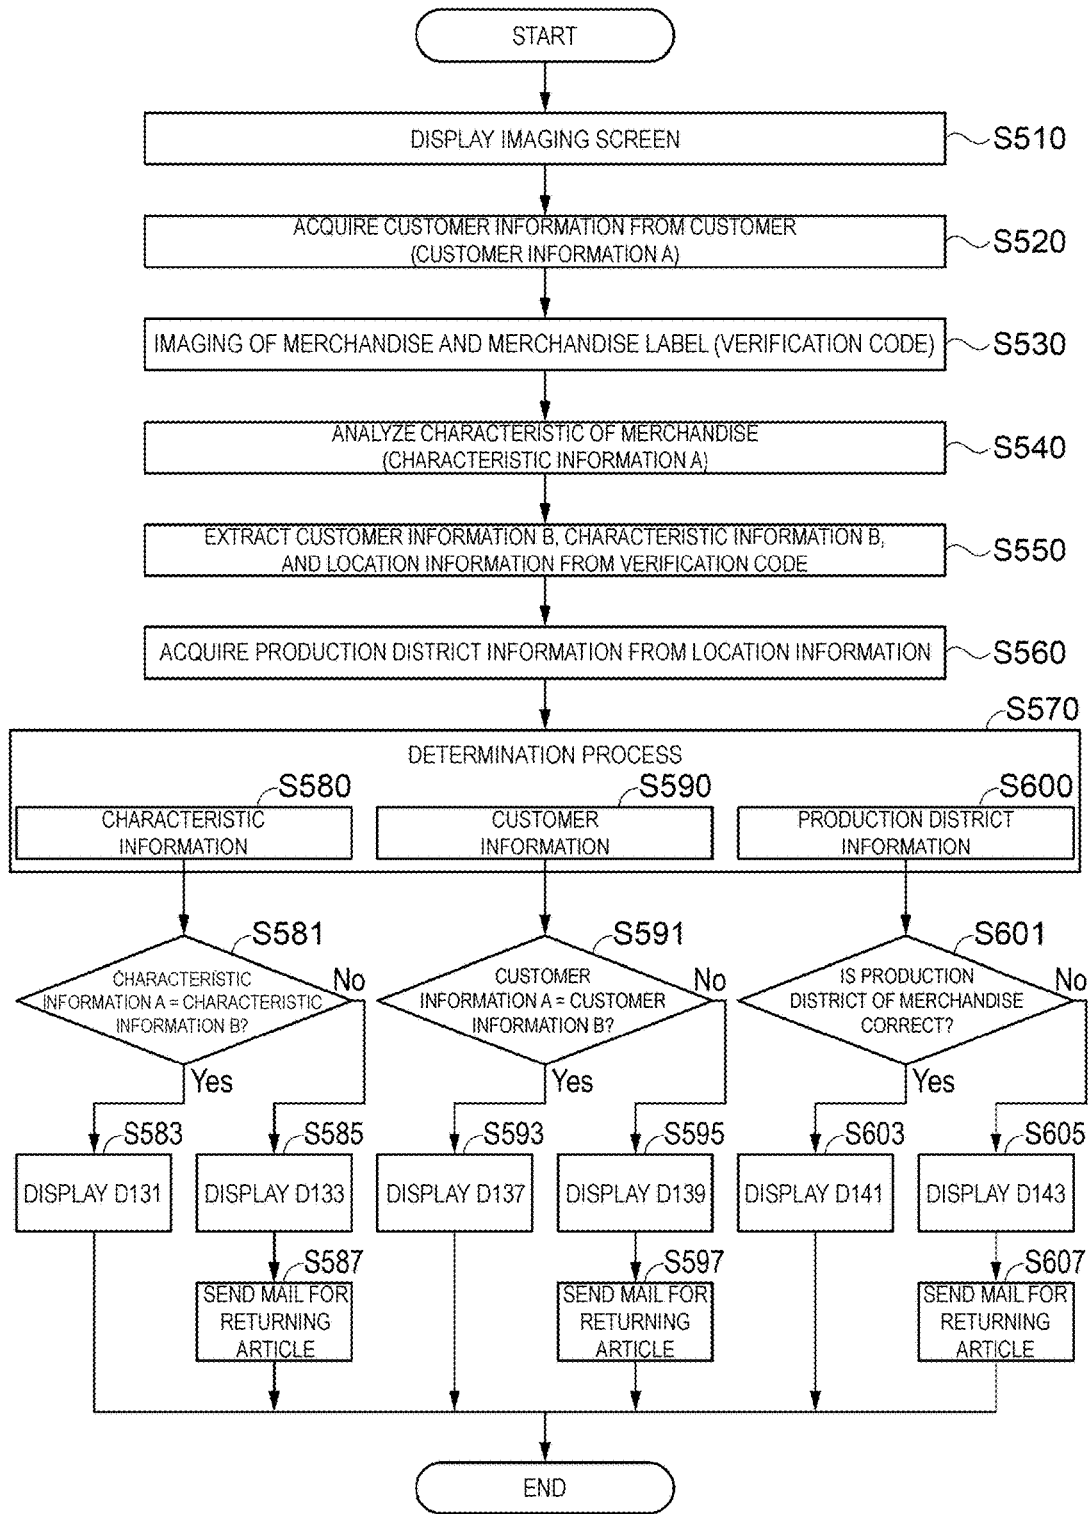 START
DISPLAY IMAGING SCREEN
S510
ACQUIRE CUSTOMER INFORMATION FROM CUSTOMER
(CUSTOMER INFORMATION A)
S520
IMAGING OF MERCHANDISE AND MERCHANDISE LABEL (VERIFICATION CODE)
S530
ANALYZE CHARACTERISTIC OF MERCHANDISE
(CHARACTERISTIC INFORMATION A)
S540
EXTRACT CUSTOMER INFORMATION B, CHARACTERISTIC INFORMATION B,
AND LOCATION INFORMATION FROM VERIFICATION CODE
S550
ACQUIRE PRODUCTION DISTRICT INFORMATION FROM LOCATION INFORMATION
S560
S570
DETERMINATION PROCESS
S580
CHARACTERISTIC
INFORMATION
S590
CUSTOMER
INFORMATION
S600
PRODUCTION DISTRICT
INFORMATION
S581
CHARACTERISTIC
INFORMATION A = CHARACTERISTIC
INFORMATION B?
No
Yes
S591
CUSTOMER
INFORMATION A = CUSTOMER
INFORMATION B?
No
Yes
S601
IS PRODUCTION
DISTRICT OF MERCHANDISE
CORRECT?
No
Yes
S583
DISPLAY D131
S585
DISPLAY D133
S593
DISPLAY D137
S595
DISPLAY D139
S603
DISPLAY D141
S605
DISPLAY D143
S587
SEND MAIL FOR
RETURNING
ARTICLE
S597
SEND MAIL FOR
RETURNING
ARTICLE
S607
SEND MAIL FOR
RETURNING
ARTICLE
END